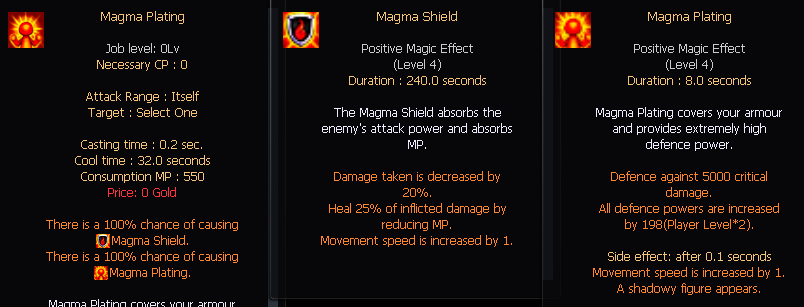 Magma Plating
Job level: 0Lv
Necessary CP : 0
Attack Range : Itself
Target : Select One
Casting time : 0.2 sec.
Cool time : 32.0 seconds
Consumption MP : 550
Price: 0 Gold
There is a 100% chance of causing
Magma Shield.
There is a 100% chance of causing
Magma Plating.
Magma Plating covers your armour
Magma Shield
Positive Magic Effect
(Level 4)
Duration : 240.0 seconds
The Magma Shield absorbs the
enemy's attack power and absorbs
MP.
Damage taken is decreased by
20%.
Heal 25% of inflicted damage by
reducing MP.
Movement speed is increased by 1.
Magma Plating
Positive Magic Effect
(Level 4)
Duration : 8.0 seconds
Magma Plating covers your armour
and provides extremely high
defence power.
Defence against 5000 critical
damage.
All defence powers are increased
by 198(Player Level*2).
Side effect: after 0.1 seconds
Movement speed is increased by 1.
A shadowy figure appears.